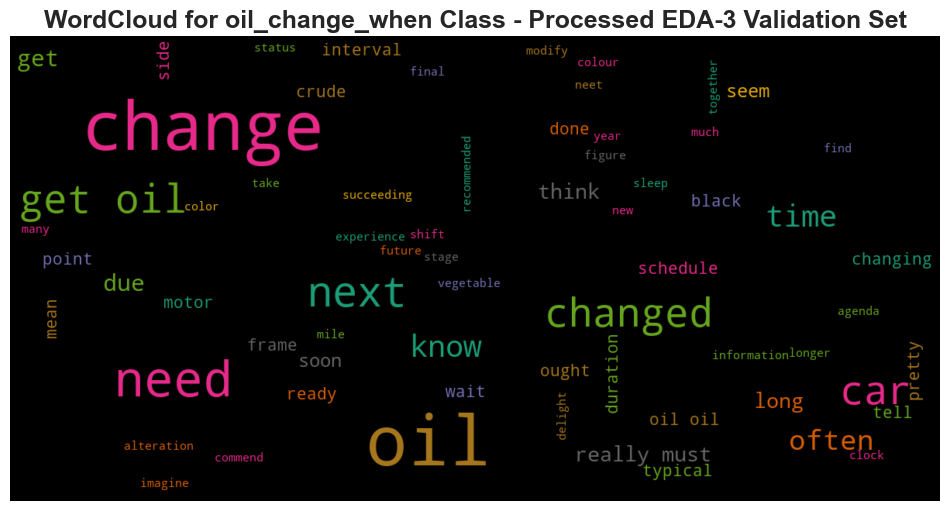 WordCloud for oil_change_when Class - Processed EDA-3 Validation Set
get
side
status
interval
final
modify
colour
together
crude
neet
seem
change
done
year
much
find
recommended
figure
take
succeeding
think
sleep
get oil
color
black
new
time
many
experience
shift
future
stage
point
schedule
changing
due
motor
next
vegetable
changed
agenda
mean
mile
frame
know
soon
duration
information
longer
pretty
need
ready
wait
ought
long
car
tell
delight
oil
oil oil
often
alteration
commend
really must
clock
typical
imagine